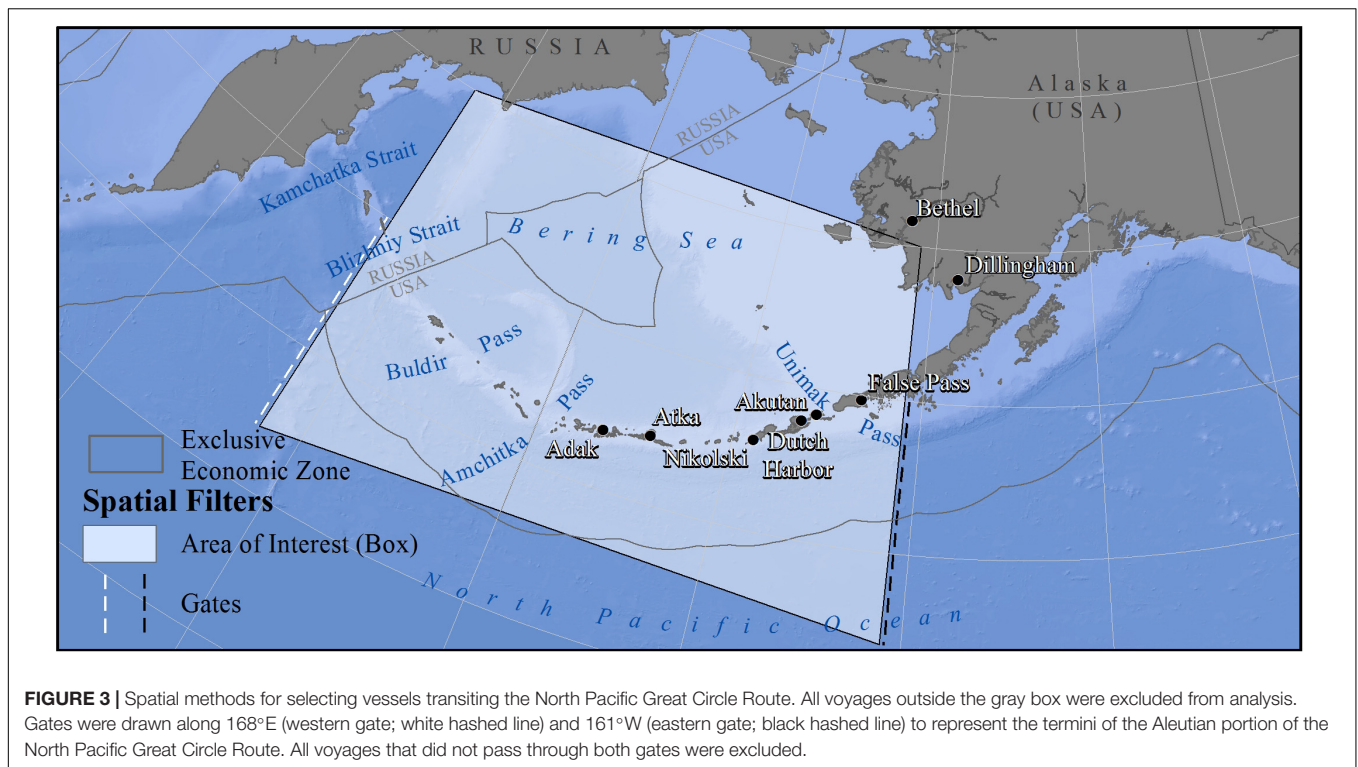 RUSSIA
Alaska
(USA)
Kamchatka Strait
RUSSIA
USA
Bethel
Blizhniy Strait
Bering Sea
Dillingham
RUSSIA
USA
Buldir Pass
Unimak Pass
False Pass
Amchitka Pass
Akutan
Atka
Adak
Nikolski
Dutch
Harbor
Exclusive
Economic Zone
Spatial Filters
Area of Interest (Box)
Gates
North Pacific Ocean
FIGURE 3 | Spatial methods for selecting vessels transiting the North Pacific Great Circle Route. All voyages outside the gray box were excluded from analysis.
Gates were drawn along 168°E (western gate; white hashed line) and 161°W (eastern gate; black hashed line) to represent the termini of the Aleutian portion of the
North Pacific Great Circle Route. All voyages that did not pass through both gates were excluded.